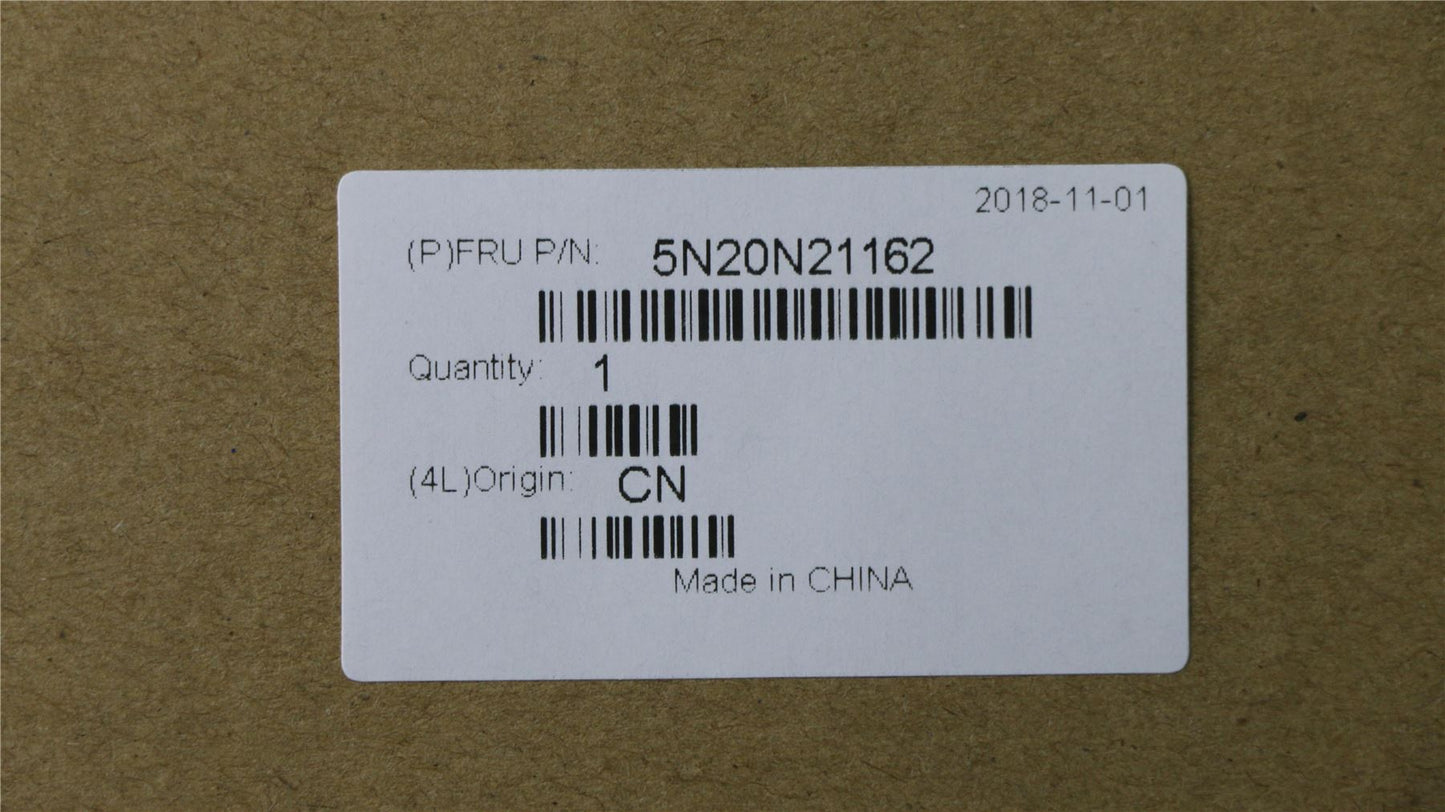 2018-11-01
(P)FRU P/N: 5N20N21162
Quantity: 1
(4L)Origin: CN
Made in CHINA